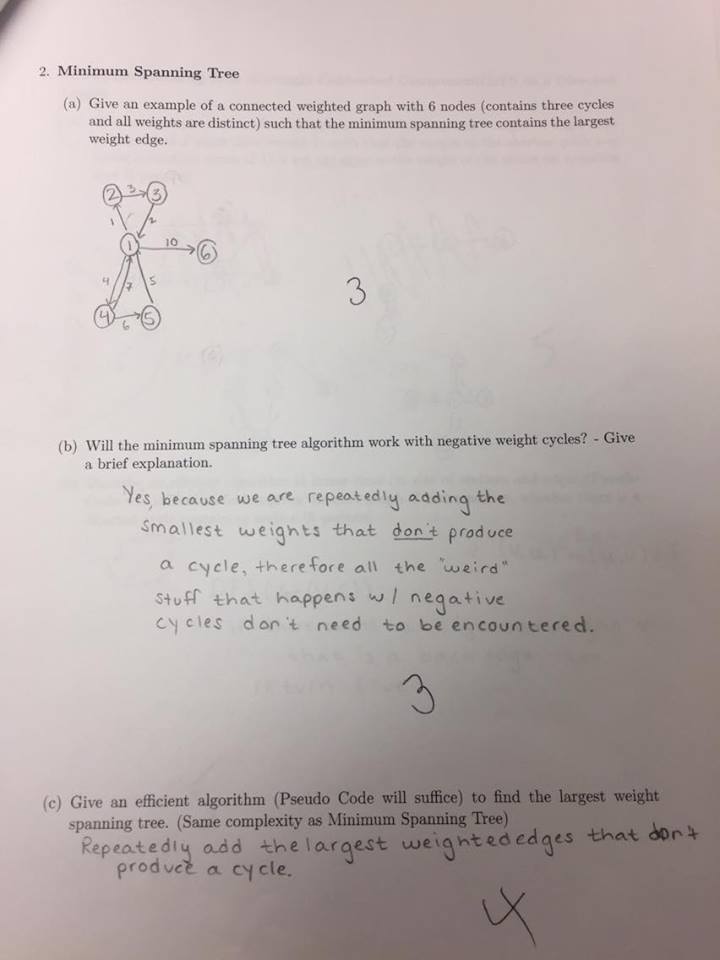 2. Minimum Spanning Tree
(a) Give an example of a connected weighted graph with 6 nodes (contains three cycles
and all weights are distinct) such that the minimum spanning tree contains the largest
weight edge.
2 3 3
1 2
1 10 6
4 7 5
4 6 5
3
(b) Will the minimum spanning tree algorithm work with negative weight cycles? - Give
a brief explanation.
Yes, because we are repeatedly adding the
smallest weights that don't produce
a cycle, therefore all the "weird"
stuff that happens w/ negative
cycles don't need to be encountered.
3
(c) Give an efficient algorithm (Pseudo Code will suffice) to find the largest weight
spanning tree. (Same complexity as Minimum Spanning Tree)
Repeatedly add the largest weighted edges that don't
produce a cycle.
4